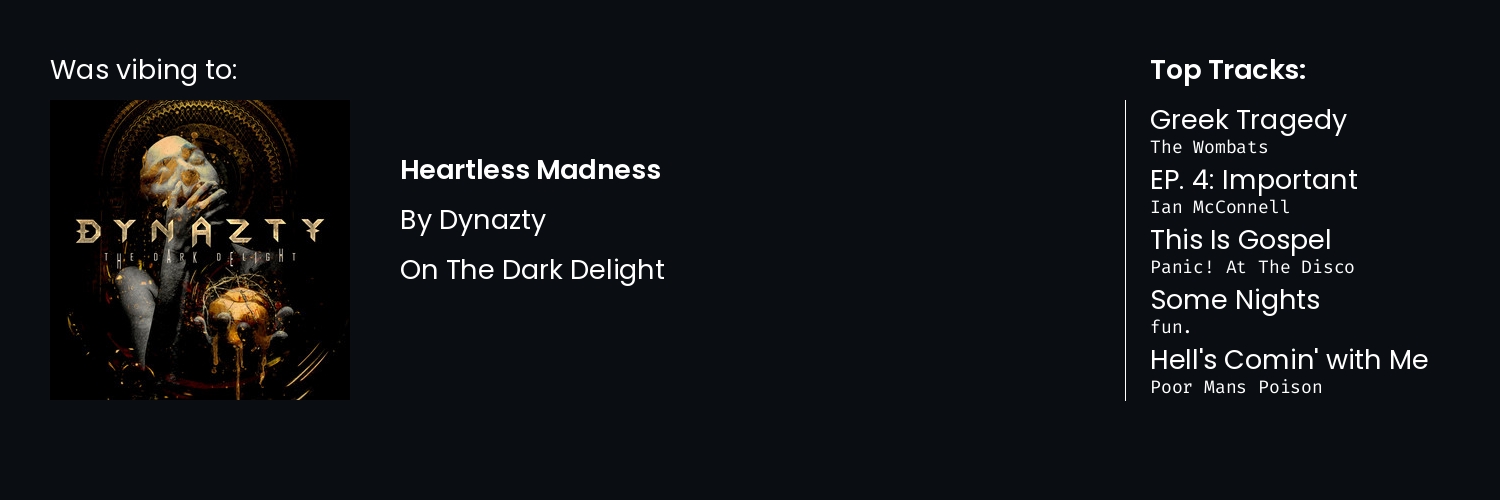 Was vibing to:
DYNAZTY
THE DARK DELIGHT
Heartless Madness
By Dynazty
On The Dark Delight
Top Tracks:
Greek Tragedy
The Wombats
EP. 4: Important
Ian McConnell
This Is Gospel
Panic! At The Disco
Some Nights
fun.
Hell's Comin' with Me
Poor Mans Poison